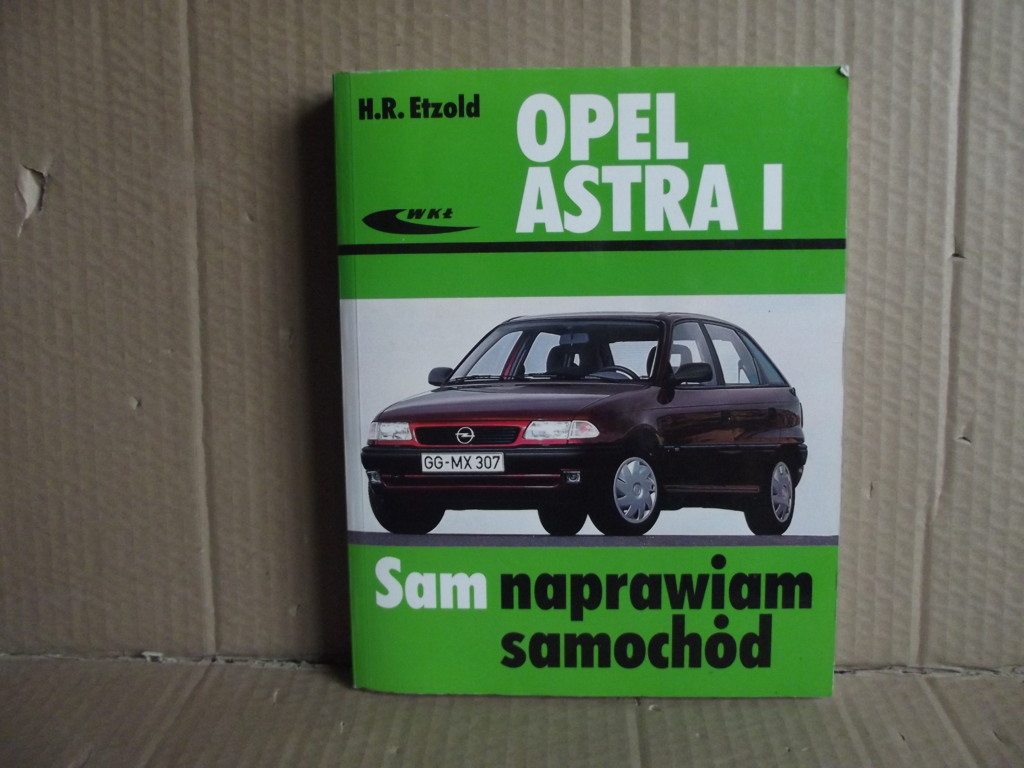 H.R. Etzold
OPEL
ASTRA I
WKŁ
GG-MX 307
Sam naprawiam
samochód